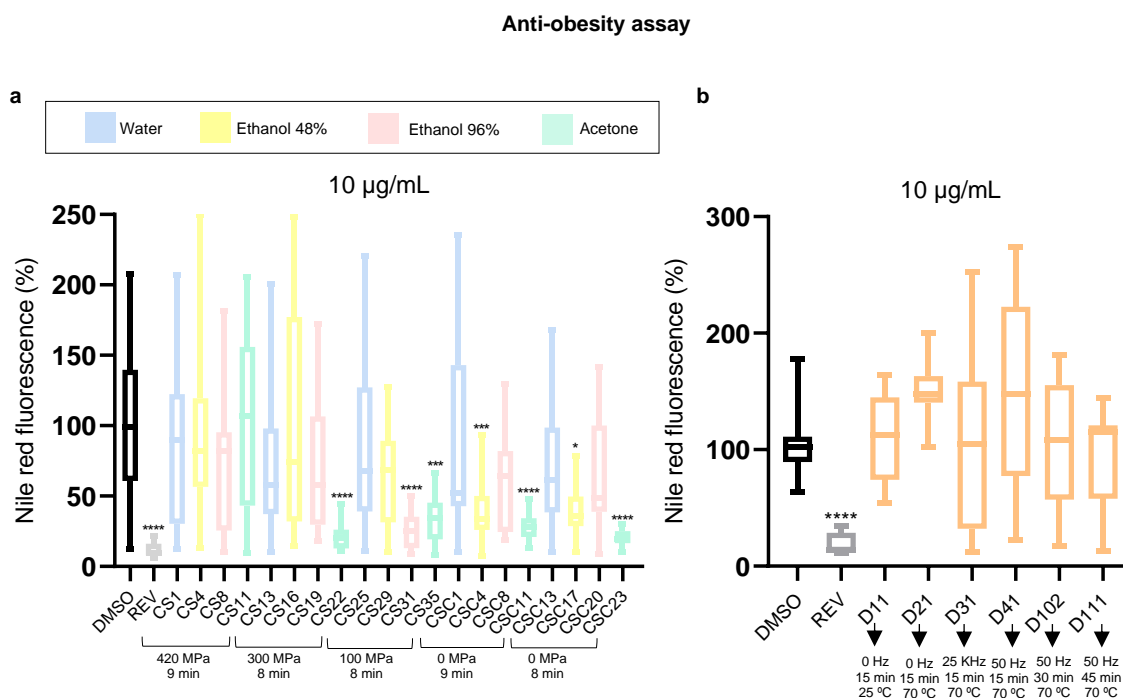 Anti-obesity assay
a
Water
Ethanol 48%
Ethanol 96%
Acetone
10 µg/mL
Nile red fluorescence (%)
250
200
150
100
50
0
****
****
****
***
***
****
*
****
DMSO
REV
CS1
CS4
CS8
CS11
CS13
CS16
CS19
CS22
CS25
CS29
CS31
CS35
CSC1
CSC4
CSC8
CSC11
CSC13
CSC17
CSC20
CSC23
420 MPa
9 min
300 MPa
8 min
100 MPa
8 min
0 MPa
9 min
0 MPa
8 min
b
10 µg/mL
Nile red fluorescence (%)
300
200
100
0
****
DMSO
REV
D11
D21
D31
D41
D102
D111
0 Hz
15 min
25 ºC
0 Hz
15 min
70 ºC
25 KHz
15 min
70 ºC
50 Hz
15 min
70 ºC
50 Hz
30 min
70 ºC
50 Hz
45 min
70 ºC